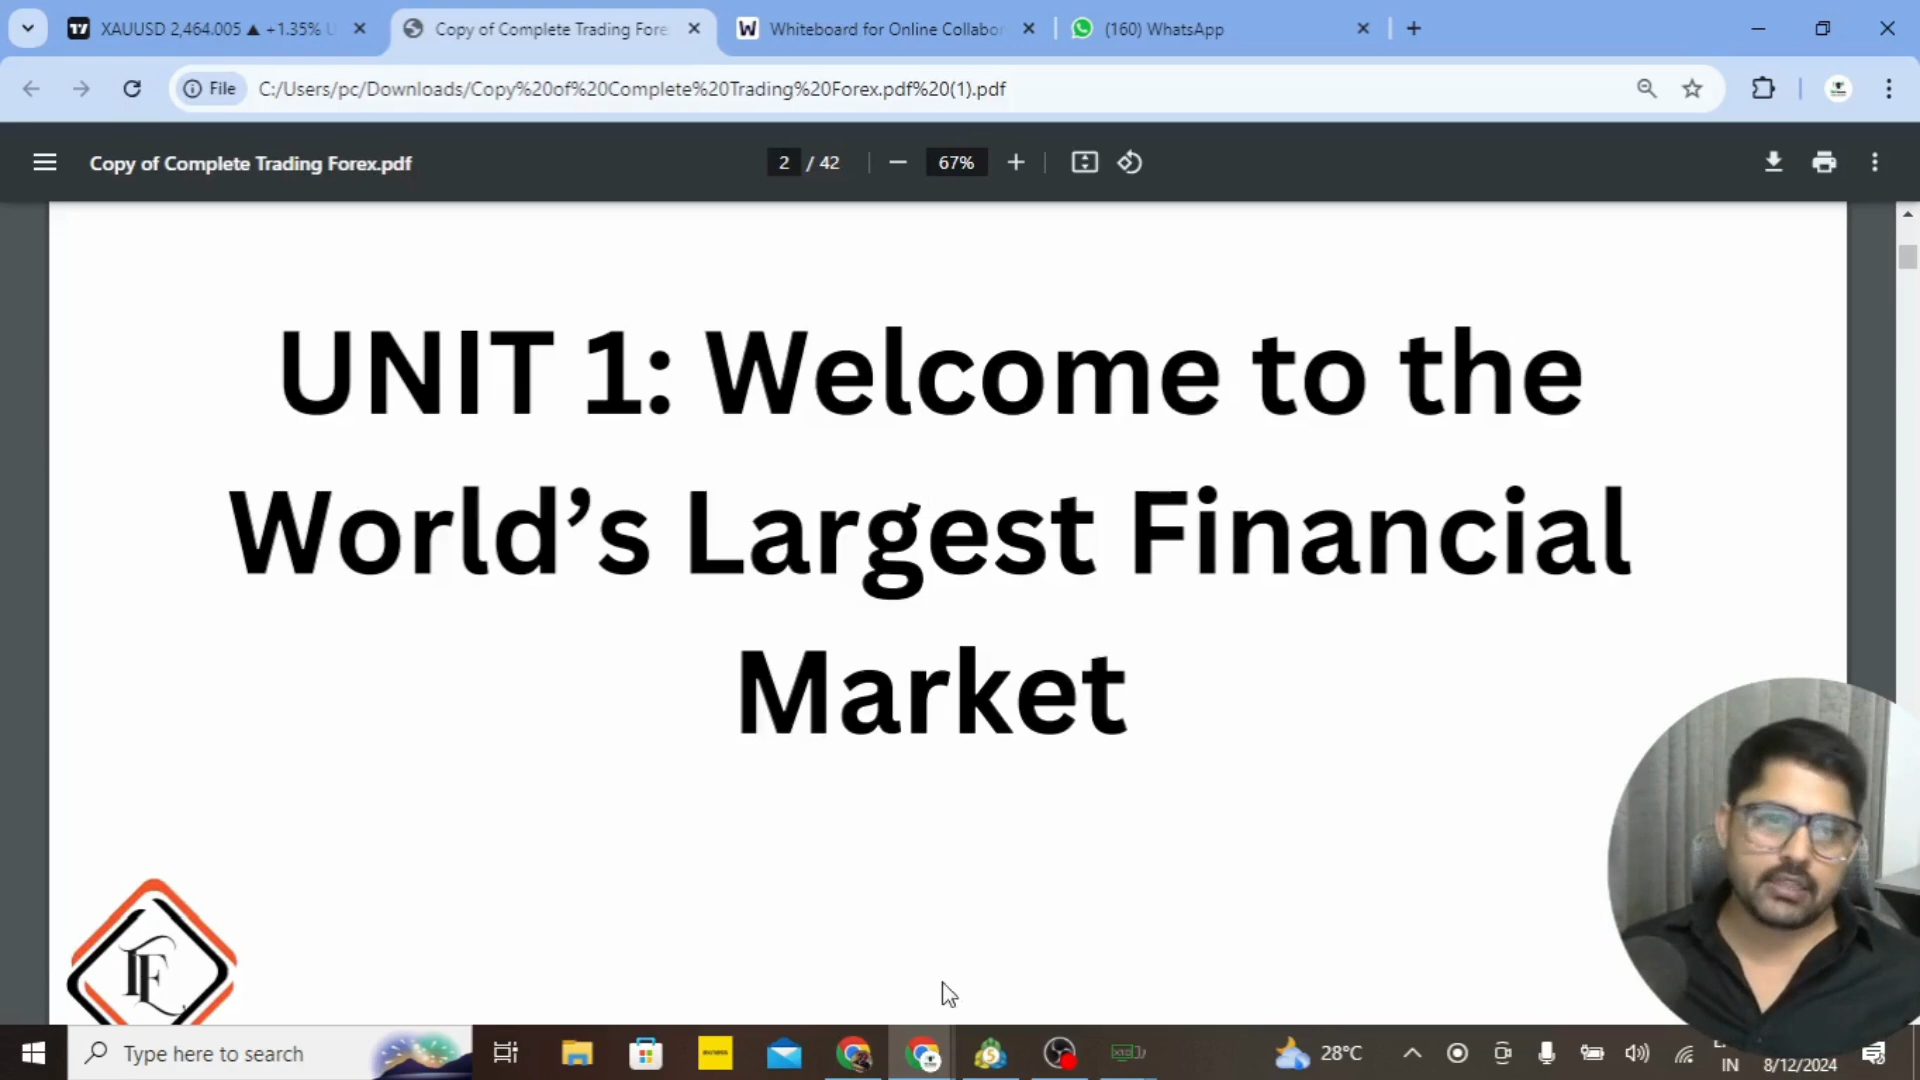 XAUUSD 2,464.005 ▲ +1.35% U
Copy of Complete Trading Fore
Whiteboard for Online Collabo
(160) WhatsApp
File
C:/Users/pc/Downloads/Copy%20of%20Complete%20Trading%20Forex.pdf%20(1).pdf
Copy of Complete Trading Forex.pdf
2 / 42
67%
UNIT 1: Welcome to the
World’s Largest Financial
Market
Type here to search
28°C
IN
8/12/2024